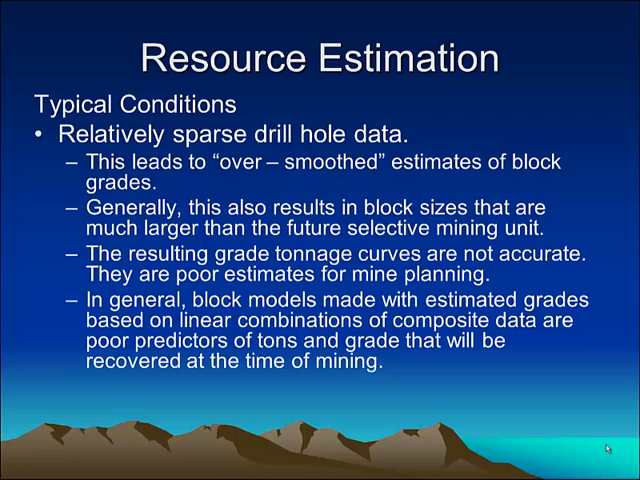 Resource Estimation
Typical Conditions
• Relatively sparse drill hole data.
– This leads to “over – smoothed” estimates of block
grades.
– Generally, this also results in block sizes that are
much larger than the future selective mining unit.
– The resulting grade tonnage curves are not accurate.
They are poor estimates for mine planning.
– In general, block models made with estimated grades
based on linear combinations of composite data are
poor predictors of tons and grade that will be
recovered at the time of mining.